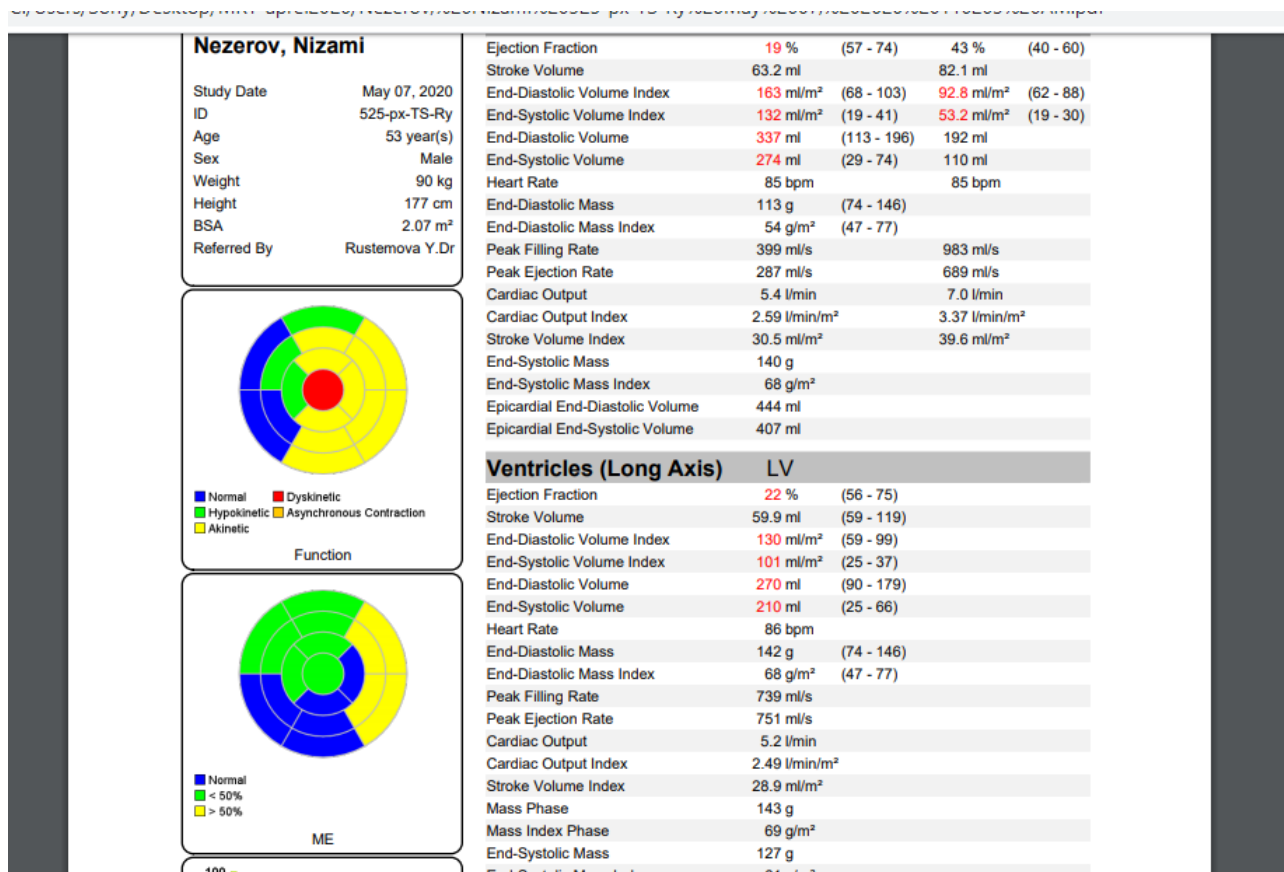 Nezerov, Nizami
Study Date May 07, 2020
ID 525-px-TS-Ry
Age 53 year(s)
Sex Male
Weight 90 kg
Height 177 cm
BSA 2.07 m²
Referred By Rustemova Y.Dr
Normal Dyskinetic
Hypokinetic Asynchronous Contraction
Akinetic
Function
Normal
< 50%
> 50%
ME
100
Ejection Fraction 19 % (57 - 74) 43 % (40 - 60)
Stroke Volume 63.2 ml 82.1 ml
End-Diastolic Volume Index 163 ml/m² (68 - 103) 92.8 ml/m² (62 - 88)
End-Systolic Volume Index 132 ml/m² (19 - 41) 53.2 ml/m² (19 - 30)
End-Diastolic Volume 337 ml (113 - 196) 192 ml
End-Systolic Volume 274 ml (29 - 74) 110 ml
Heart Rate 85 bpm 85 bpm
End-Diastolic Mass 113 g (74 - 146)
End-Diastolic Mass Index 54 g/m² (47 - 77)
Peak Filling Rate 399 ml/s 983 ml/s
Peak Ejection Rate 287 ml/s 689 ml/s
Cardiac Output 5.4 l/min 7.0 l/min
Cardiac Output Index 2.59 l/min/m² 3.37 l/min/m²
Stroke Volume Index 30.5 ml/m² 39.6 ml/m²
End-Systolic Mass 140 g
End-Systolic Mass Index 68 g/m²
Epicardial End-Diastolic Volume 444 ml
Epicardial End-Systolic Volume 407 ml
Ventricles (Long Axis) LV
Ejection Fraction 22 % (56 - 75)
Stroke Volume 59.9 ml (59 - 119)
End-Diastolic Volume Index 130 ml/m² (59 - 99)
End-Systolic Volume Index 101 ml/m² (25 - 37)
End-Diastolic Volume 270 ml (90 - 179)
End-Systolic Volume 210 ml (25 - 66)
Heart Rate 86 bpm
End-Diastolic Mass 142 g (74 - 146)
End-Diastolic Mass Index 68 g/m² (47 - 77)
Peak Filling Rate 739 ml/s
Peak Ejection Rate 751 ml/s
Cardiac Output 5.2 l/min
Cardiac Output Index 2.49 l/min/m²
Stroke Volume Index 28.9 ml/m²
Mass Phase 143 g
Mass Index Phase 69 g/m²
End-Systolic Mass 127 g